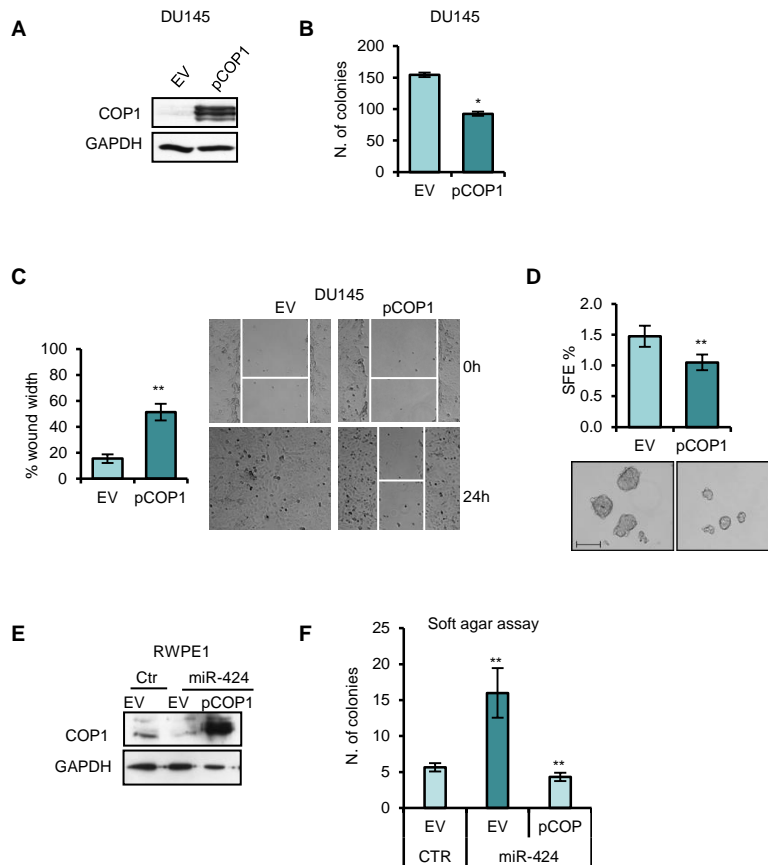 A
DU145
EV
pCOP1
COP1
GAPDH
B
DU145
N. of colonies
150
100
50
0
*
EV
pCOP1
C
DU145
EV
pCOP1
% wound width
100
80
60
40
20
0
**
EV
pCOP1
0h
24h
D
SFE %
2.0
1.5
1.0
0.5
0.0
**
EV
pCOP1
E
RWPE1
Ctr
miR-424
EV
EV
pCOP1
COP1
GAPDH
F
Soft agar assay
N. of colonies
25
20
15
10
5
0
**
**
EV
EV
pCOP
CTR
miR-424